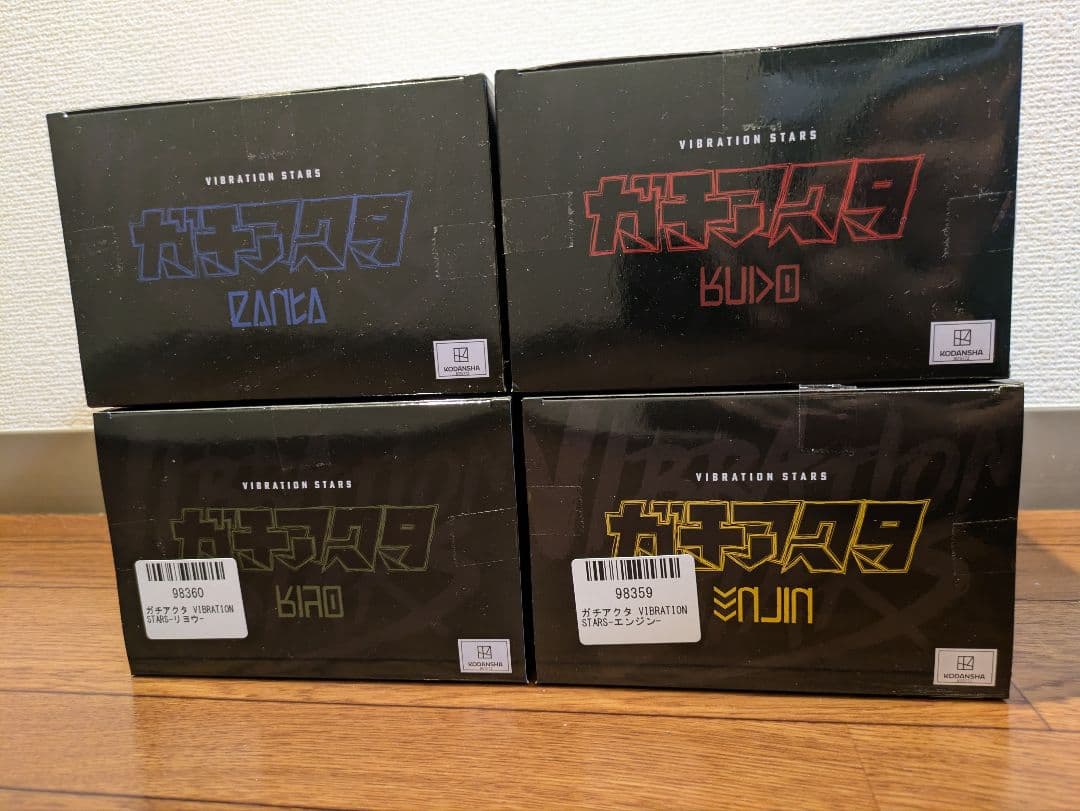 VIBRATION STARS
ガチアクタ
ZANKA
KODANSHA
VIBRATION STARS
ガチアクタ
RUDO
KODANSHA
VIBRATION STARS
ガチアクタ
RIYO
98360
ガチアクタ VIBRATION
STARS-リヨウ-
KODANSHA
VIBRATION
VIBRATION STARS
ガチアクタ
ENJIN
98359
ガチアクタ VIBRATION
STARS-エンジン-
KODANSHA